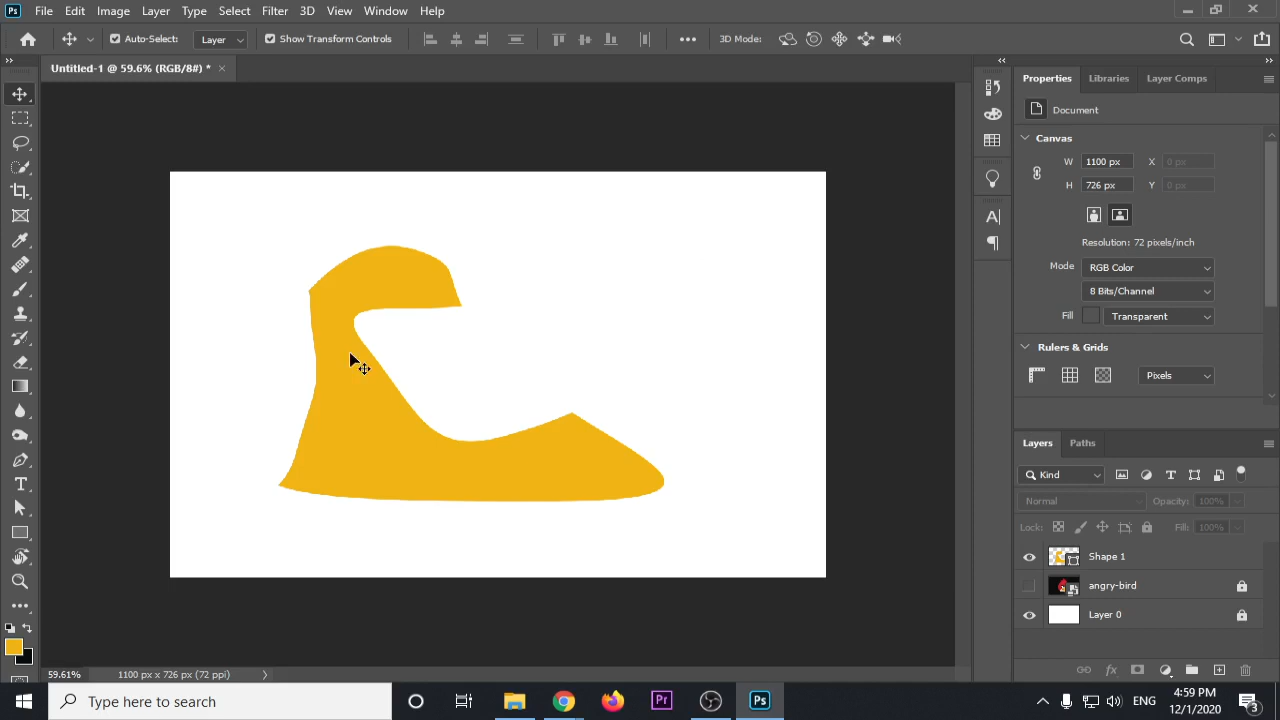 Ps File Edit Image Layer Type Select Filter 3D View Window Help
Auto-Select: Layer Show Transform Controls 3D Mode:
Untitled-1 @ 59.6% (RGB/8#) *
Properties Libraries Layer Comps
Document
Canvas
W 1100 px X 0 px
H 726 px Y 0 px
Resolution: 72 pixels/inch
Mode RGB Color
8 Bits/Channel
Fill Transparent
Rulers & Grids
Pixels
Layers Paths
Kind
Normal Opacity: 100%
Lock: Fill: 100%
Shape 1
angry-bird
Layer 0
59.61% 1100 px x 726 px (72 ppi)
Type here to search
Pr Ps ENG
4:59 PM
12/1/2020
3